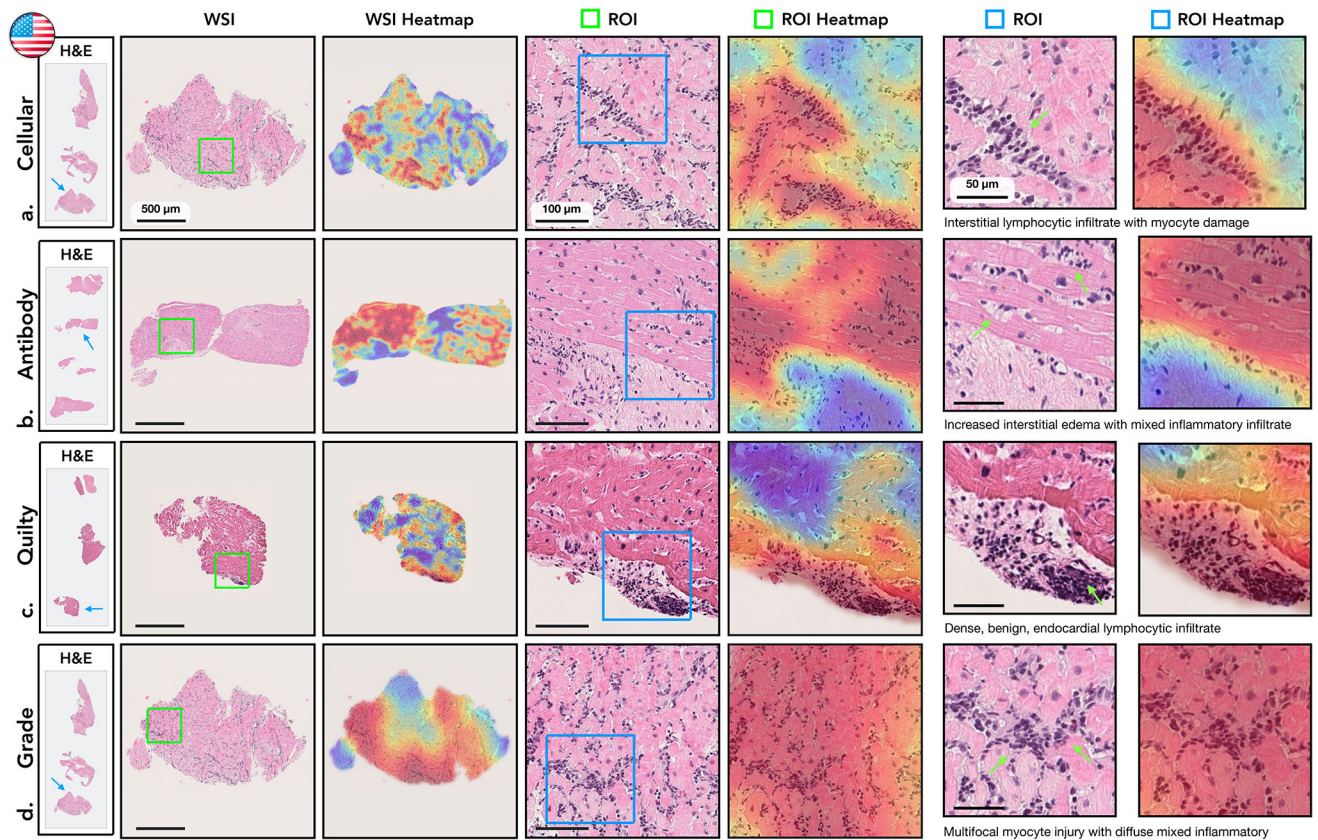 WSI WSI Heatmap ROI ROI Heatmap ROI ROI Heatmap
a. Cellular
H&E
500 μm
100 μm
50 μm
Interstitial lymphocytic infiltrate with myocyte damage
b. Antibody
H&E
Increased interstitial edema with mixed inflammatory infiltrate
c. Quilty
H&E
Dense, benign, endocardial lymphocytic infiltrate
d. Grade
H&E
Multifocal myocyte injury with diffuse mixed inflammatory